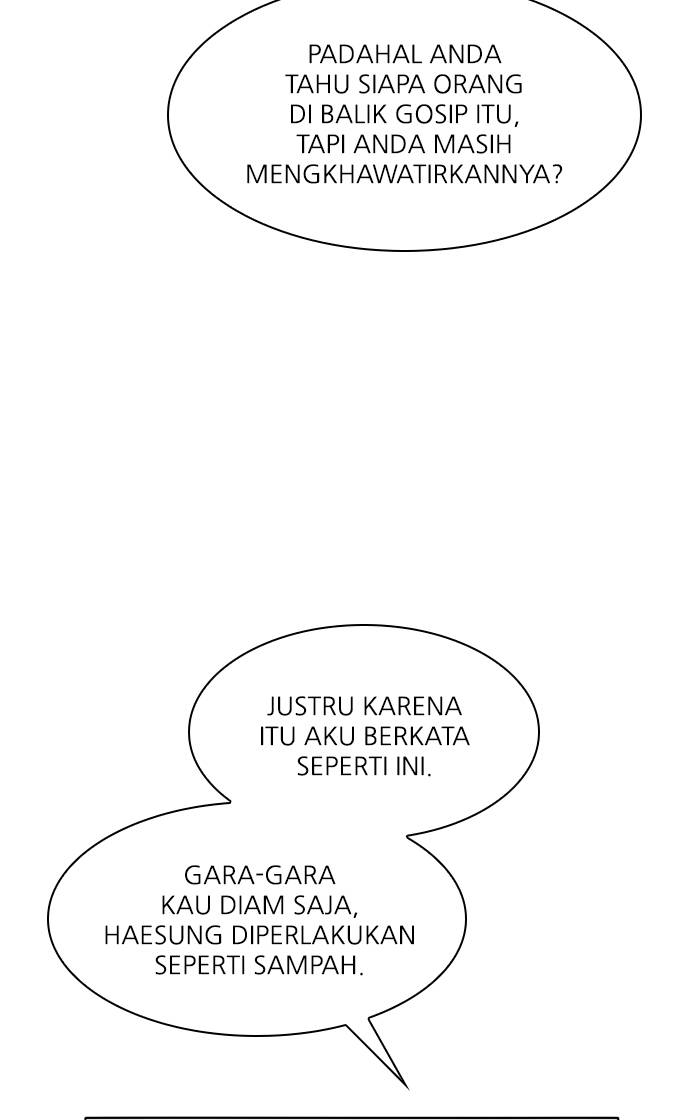 PADAHAL ANDA
TAHU SIAPA ORANG
DI BALIK GOSIP ITU,
TAPI ANDA MASIH
MENGKHAWATIRKANNYA?
JUSTRU KARENA
ITU AKU BERKATA
SEPERTI INI.
GARA-GARA
KAU DIAM SAJA,
HAESUNG DIPERLAKUKAN
SEPERTI SAMPAH.